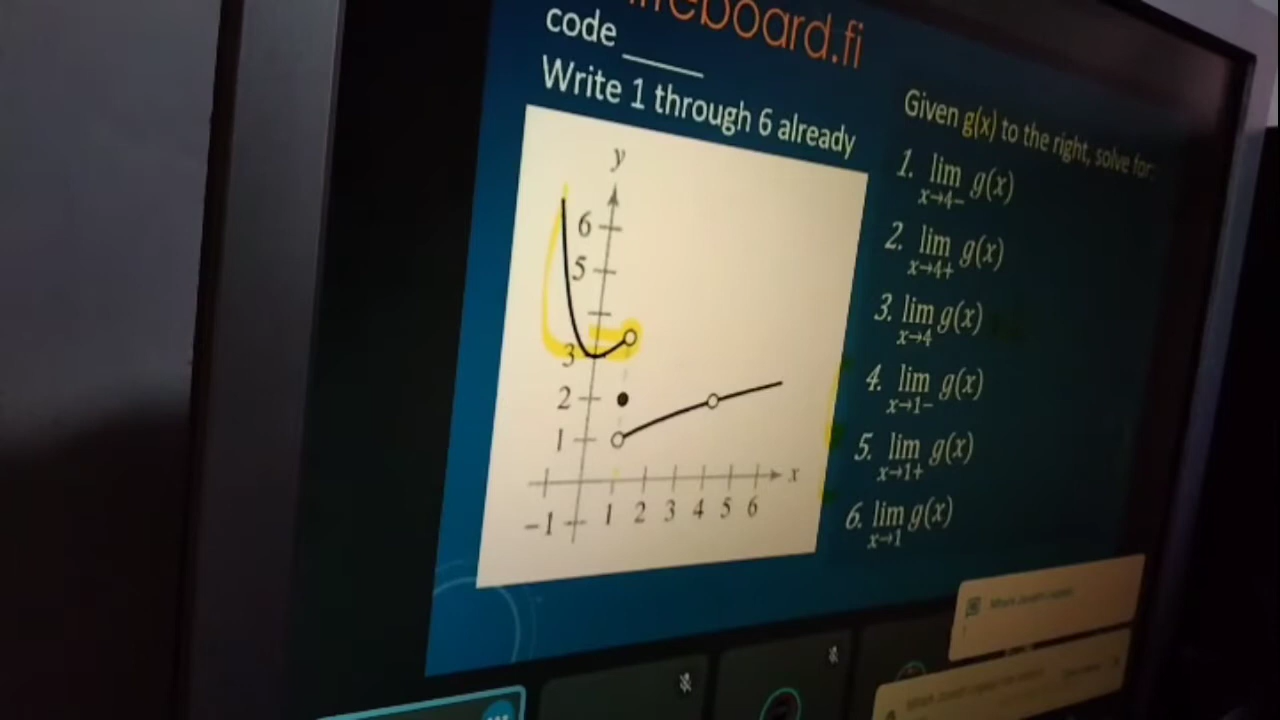 code ____
Write 1 through 6 already
y
6
5
3
2
1
-1
1 2 3 4 5 6
x
Given g(x) to the right, solve for:
1. lim g(x)
x→4−
2. lim g(x)
x→4+
3. lim g(x)
x→4
4. lim g(x)
x→1−
5. lim g(x)
x→1+
6. lim g(x)
x→1